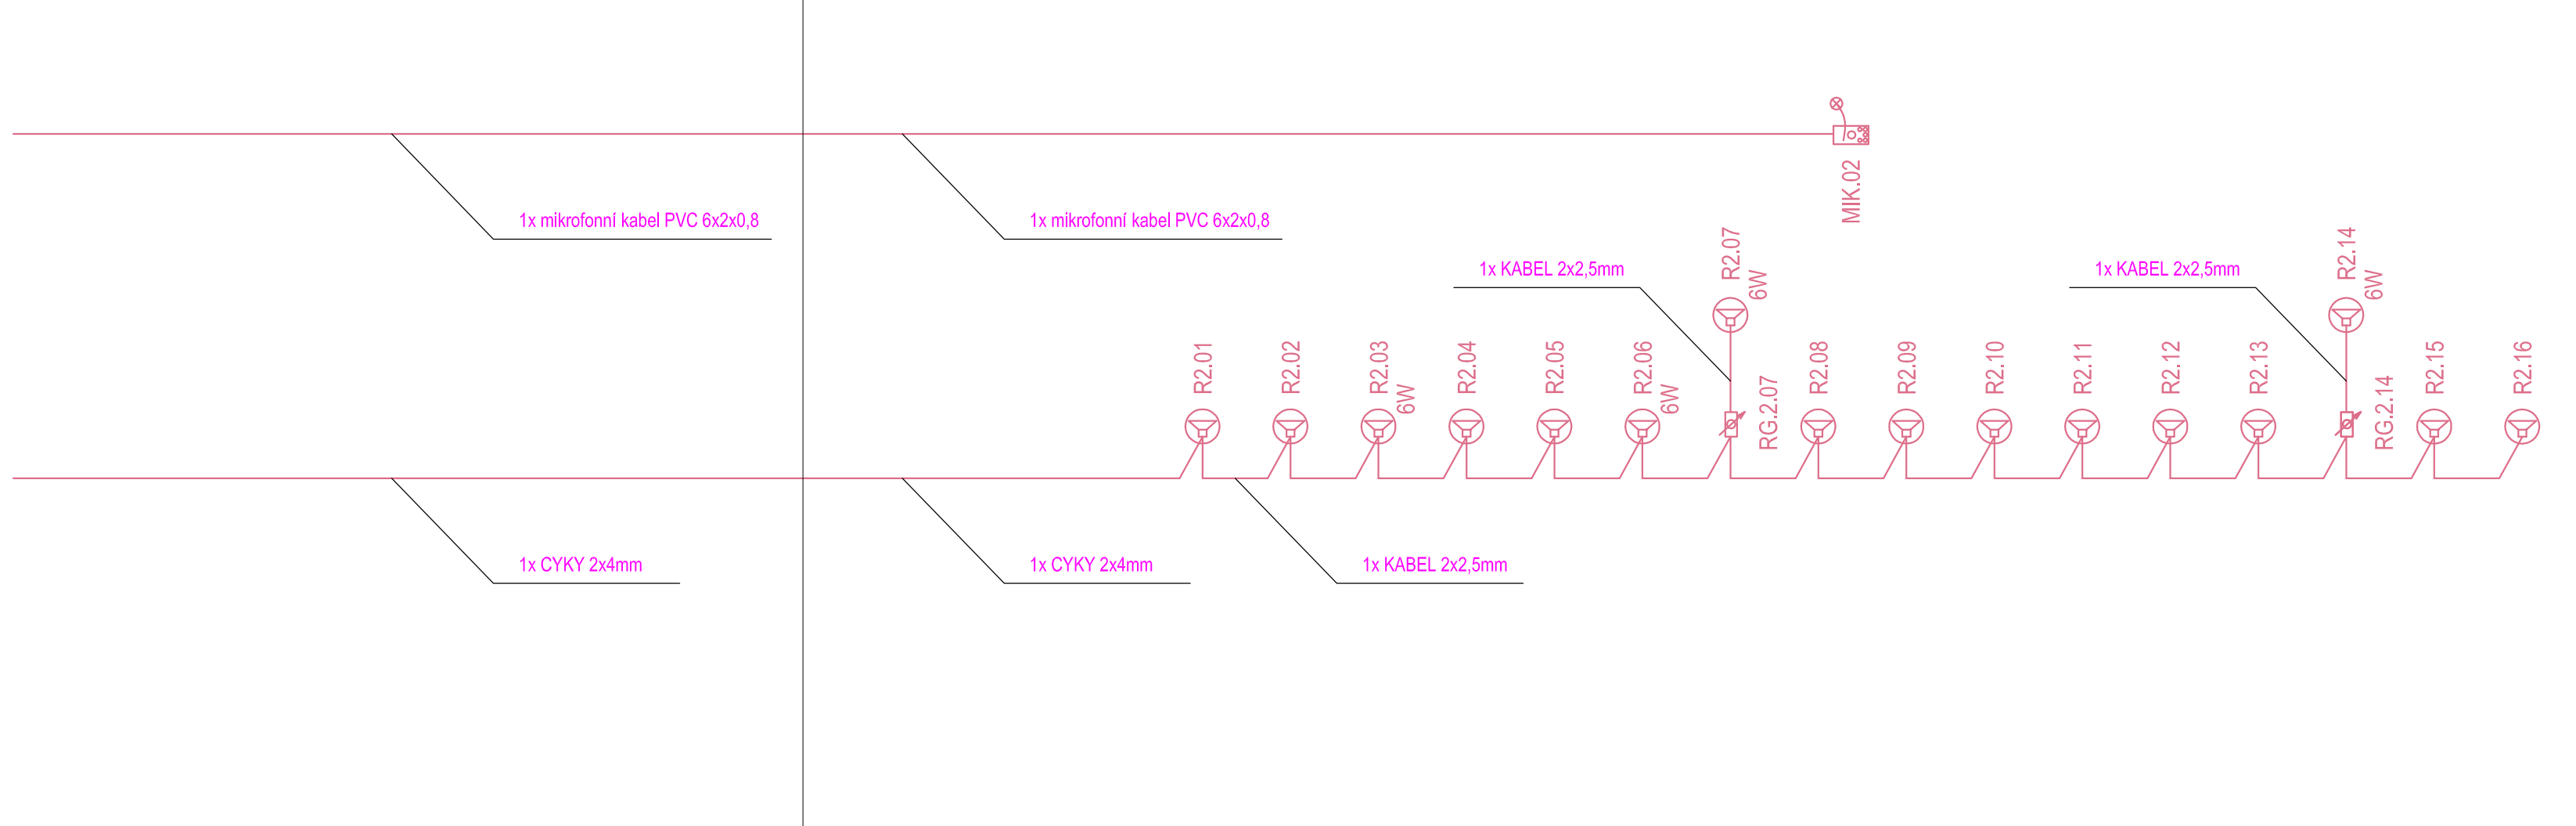 MIK.02
1x mikrofonní kabel PVC 6x2x0,8
1x mikrofonní kabel PVC 6x2x0,8
1x KABEL 2x2,5mm
R2.07
6W
1x KABEL 2x2,5mm
R2.14
6W
R2.01
R2.02
R2.03
6W
R2.04
R2.05
R2.06
6W
RG.2.07
R2.08
R2.09
R2.10
R2.11
R2.12
R2.13
RG.2.14
R2.15
R2.16
1x CYKY 2x4mm
1x CYKY 2x4mm
1x KABEL 2x2,5mm